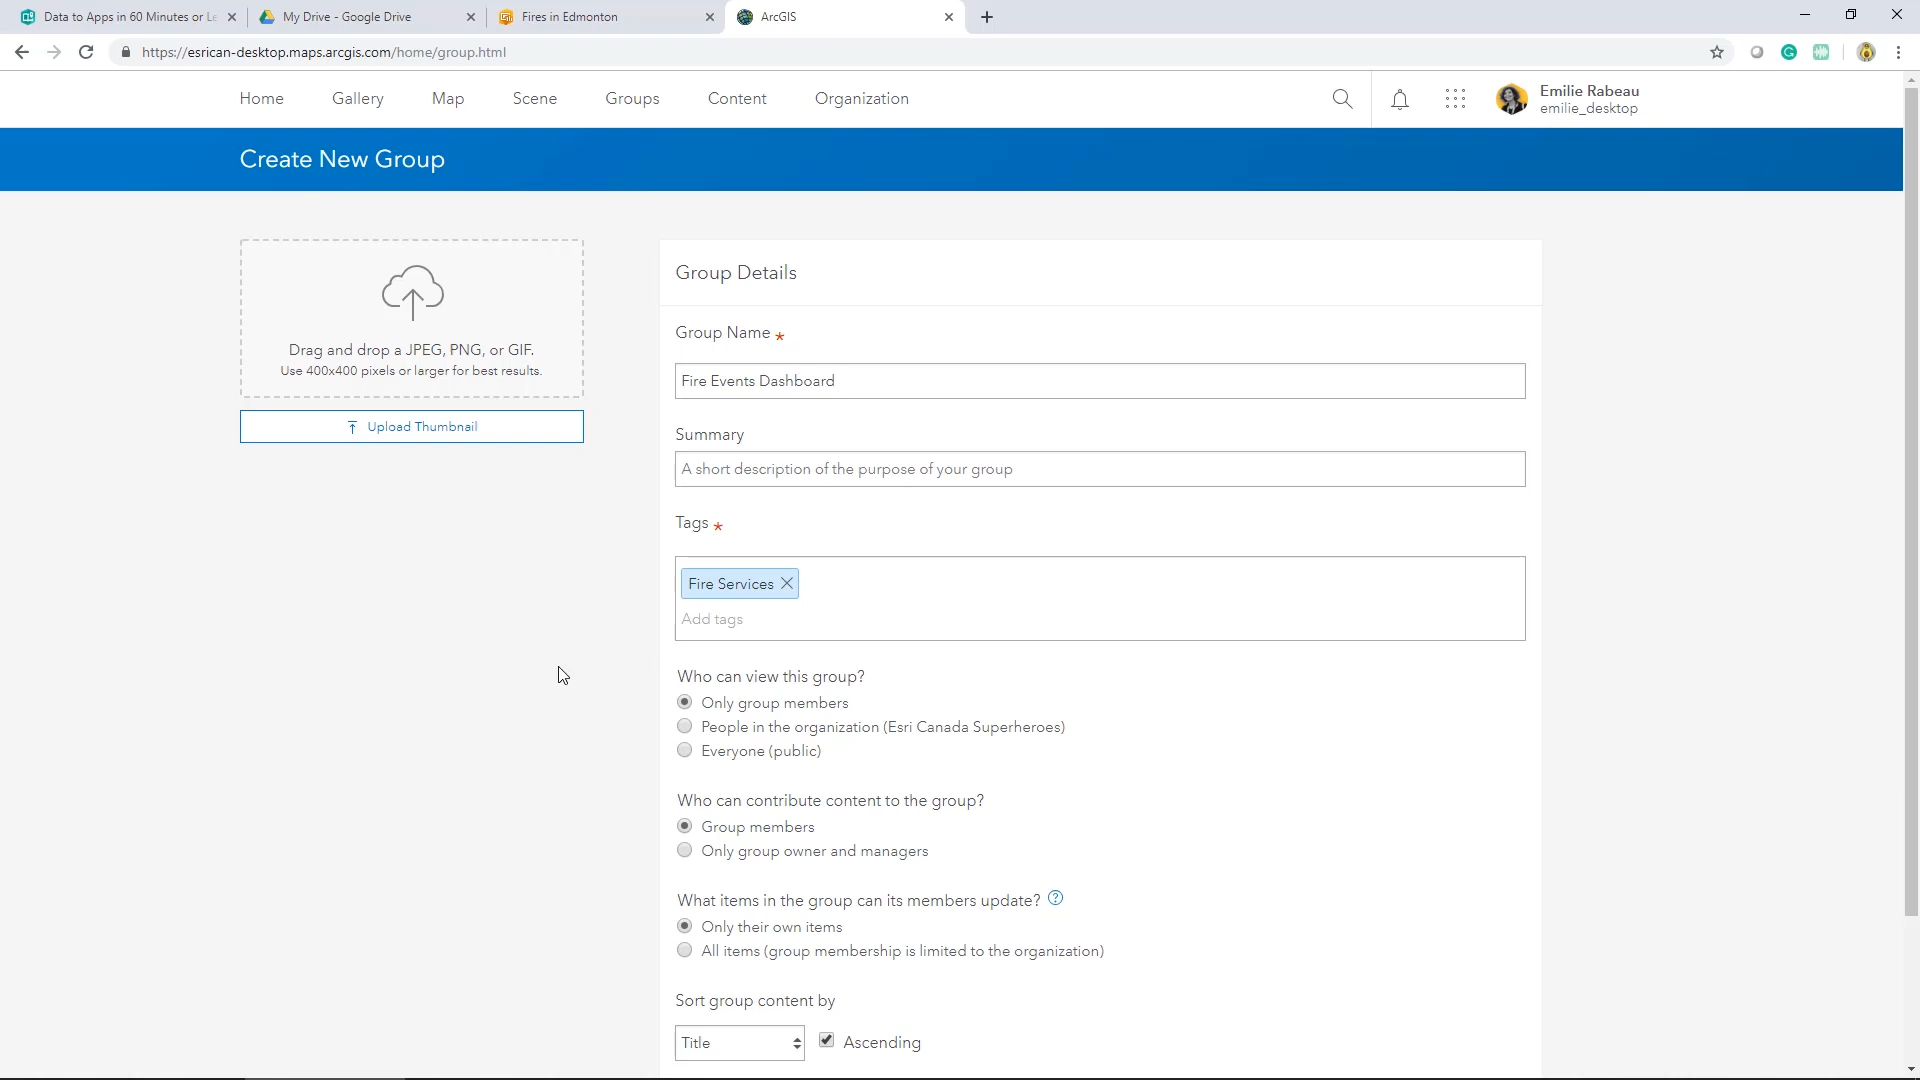 Data to Apps in 60 Minutes or Le
My Drive - Google Drive
Fires in Edmonton
ArcGIS
https://esrican-desktop.maps.arcgis.com/home/group.html
Home
Gallery
Map
Scene
Groups
Content
Organization
Emilie Rabeau
emilie_desktop
Create New Group
Drag and drop a JPEG, PNG, or GIF.
Use 400x400 pixels or larger for best results.
Upload Thumbnail
Group Details
Group Name *
Fire Events Dashboard
Summary
A short description of the purpose of your group
Tags *
Fire Services
Add tags
Who can view this group?
Only group members
People in the organization (Esri Canada Superheroes)
Everyone (public)
Who can contribute content to the group?
Group members
Only group owner and managers
What items in the group can its members update?
Only their own items
All items (group membership is limited to the organization)
Sort group content by
Title
Ascending